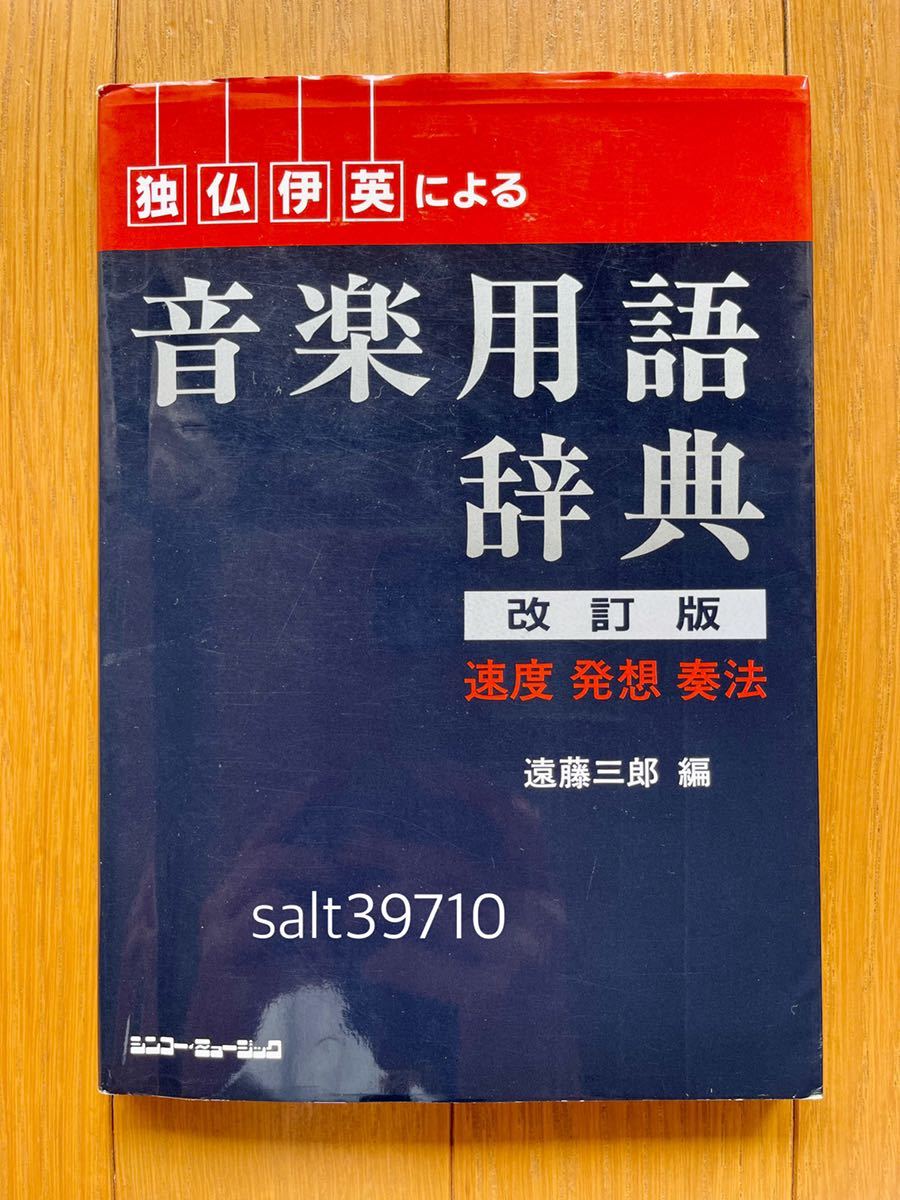 独仏伊英による
音楽用語
辞典
改訂版
速度 発想 奏法
遠藤三郎 編
salt39710
シンコー・ミュージック